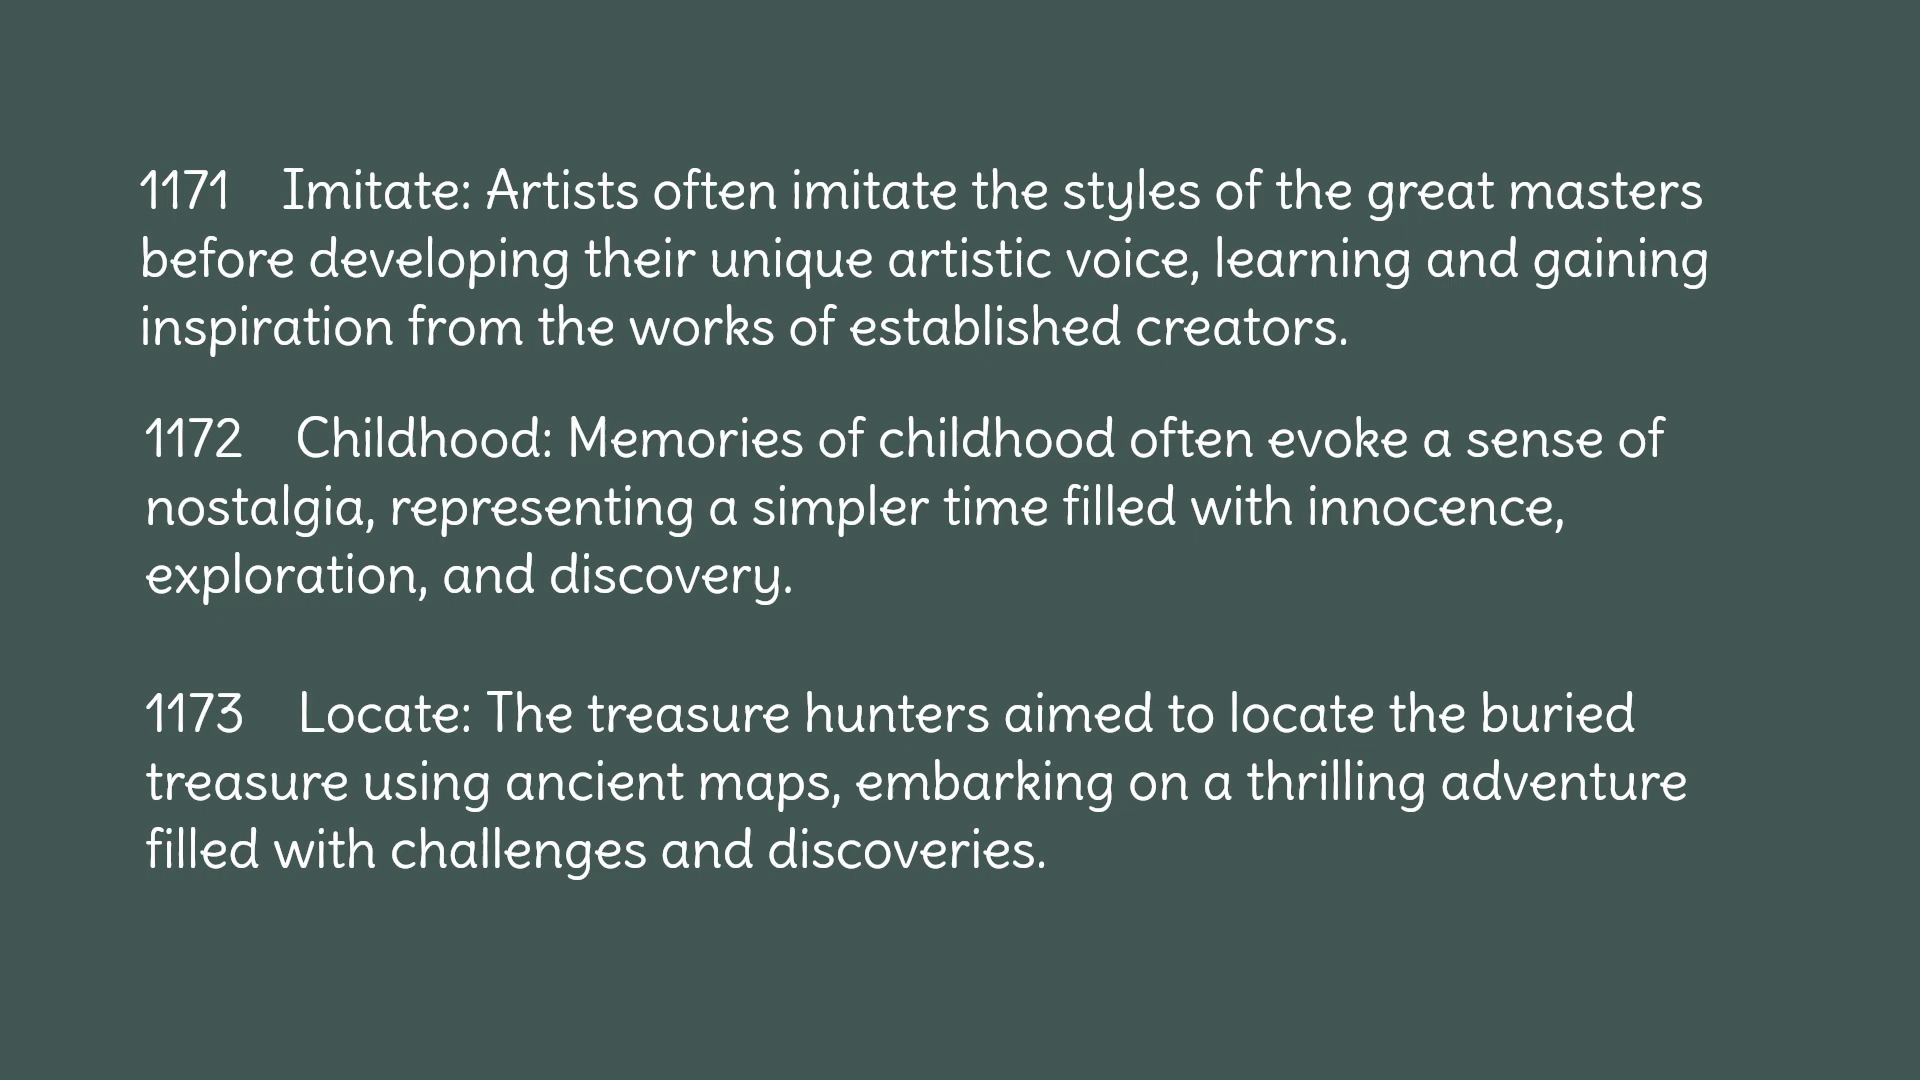 1171 Imitate: Artists often imitate the styles of the great masters
before developing their unique artistic voice, learning and gaining
inspiration from the works of established creators.
1172 Childhood: Memories of childhood often evoke a sense of
nostalgia, representing a simpler time filled with innocence,
exploration, and discovery.
1173 Locate: The treasure hunters aimed to locate the buried
treasure using ancient maps, embarking on a thrilling adventure
filled with challenges and discoveries.